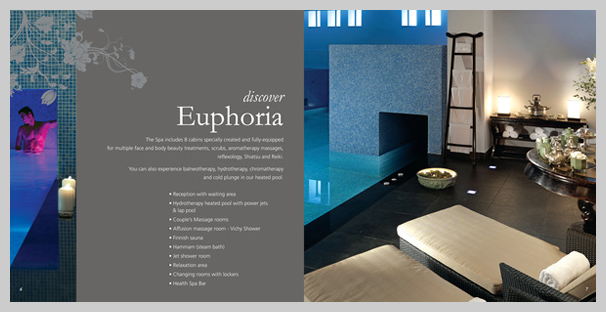 discover
Euphoria
The Spa includes 8 cabins specially created and fully-equipped
for multiple face and body beauty treatments, scrubs, aromatherapy massages,
reflexology, Shiatsu and Reiki.
You can also experience balneotherapy, hydrotherapy, chromatherapy
and cold plunge in our heated pool.
• Reception with waiting area
• Hydrotherapy heated pool with power jets
& lap pool
• Couple's Massage rooms
• Affusion massage room - Vichy Shower
• Finnish sauna
• Hammam (steam bath)
• Jet shower room
• Relaxation area
• Changing rooms with lockers
• Health Spa Bar